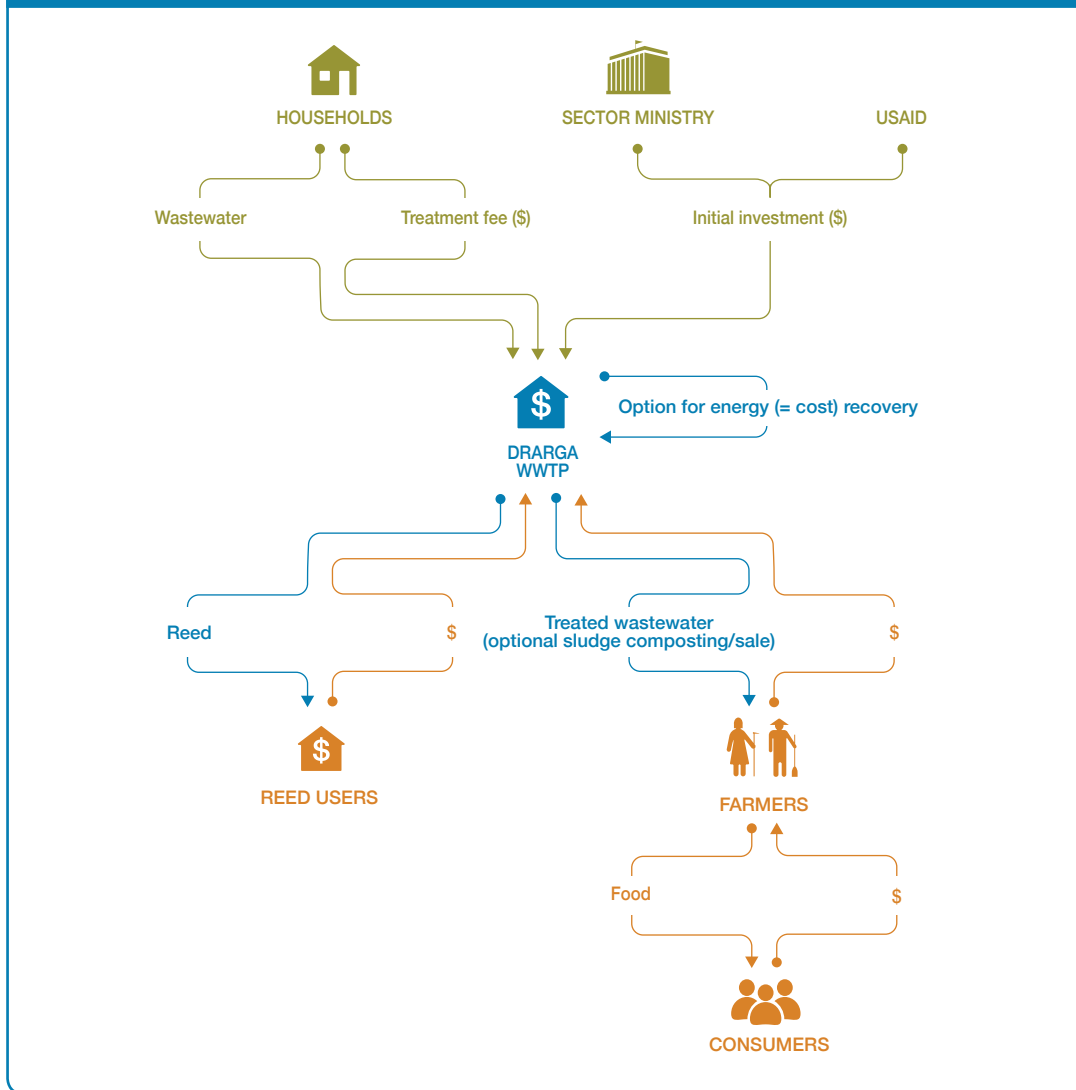 HOUSEHOLDS
SECTOR MINISTRY
USAID
Wastewater
Treatment fee ($)
Initial investment ($)
$
Option for energy (= cost) recovery
DRARGA
WWTP
Reed
$
Treated wastewater
(optional sludge composting/sale)
$
$
REED USERS
FARMERS
Food
$
CONSUMERS